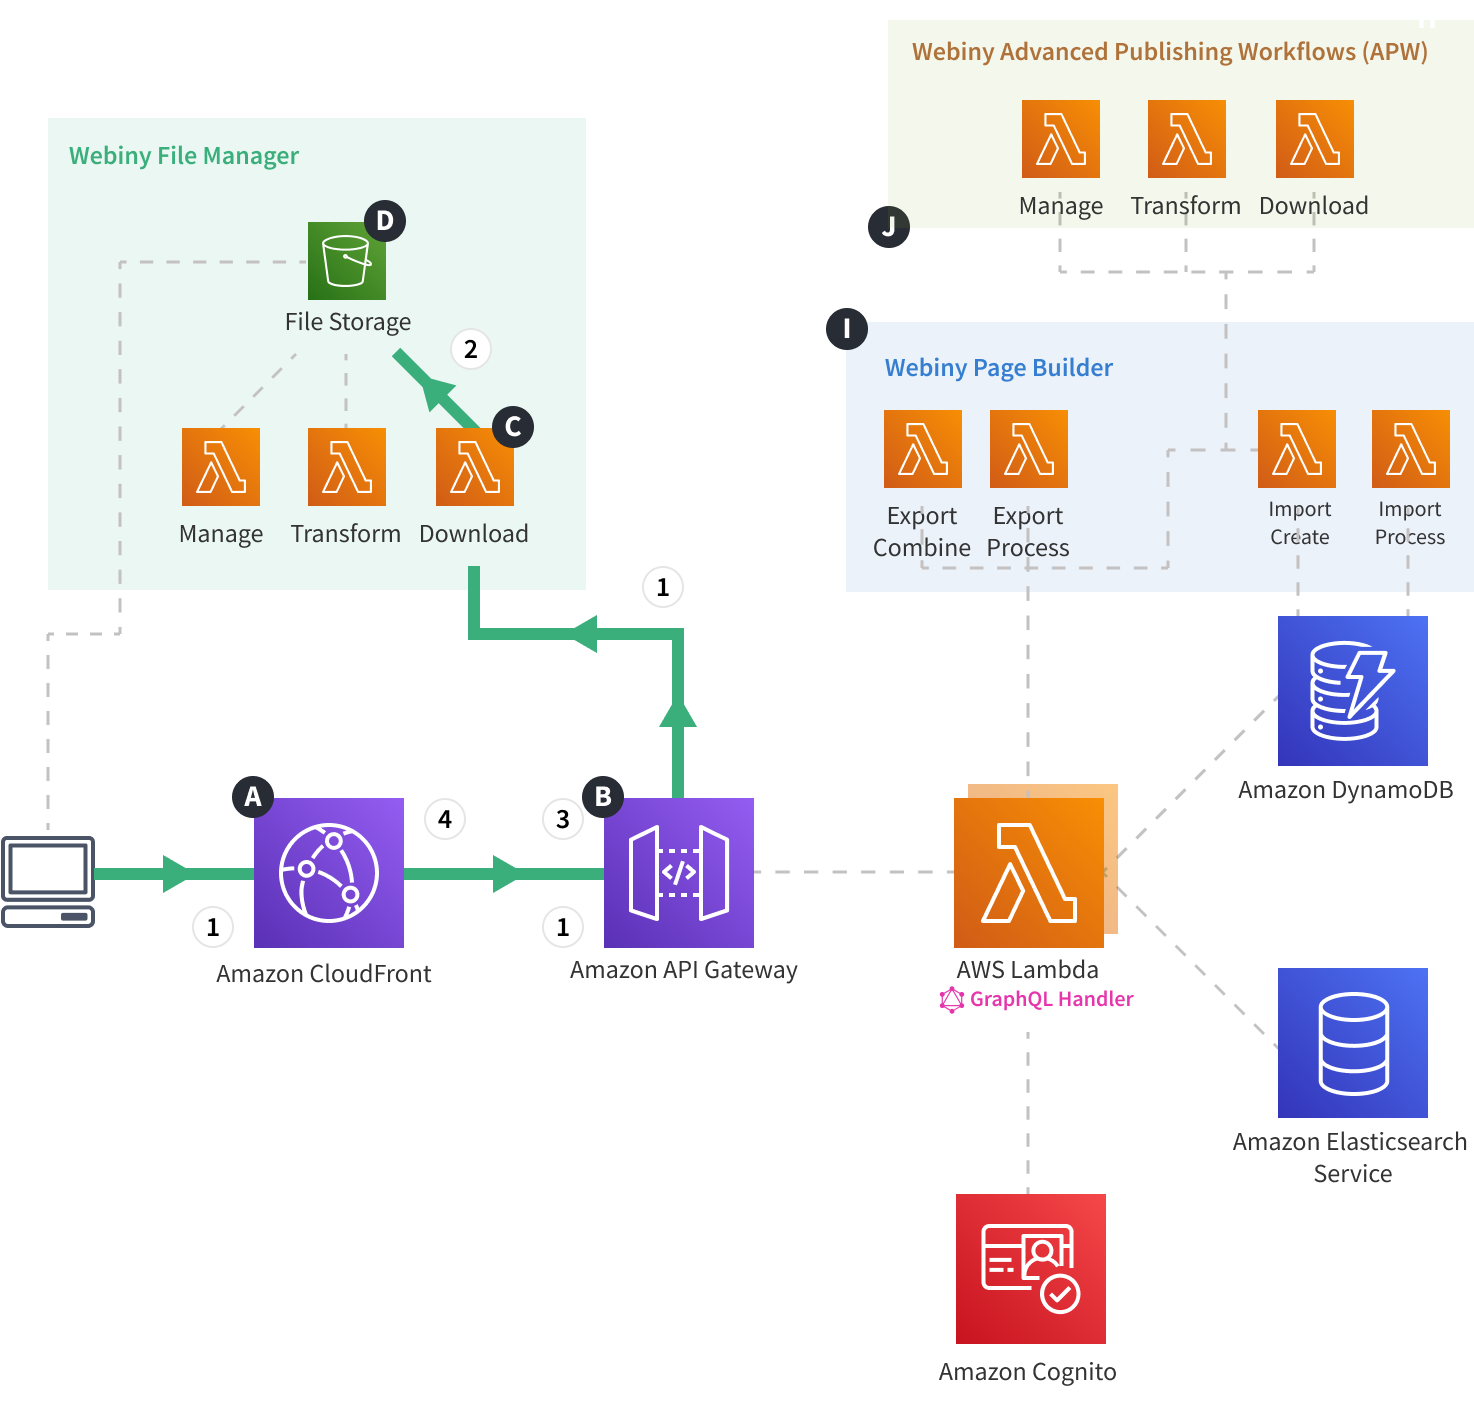 Webiny Advanced Publishing Workflows (APW)
Manage
Transform
Download
J
Webiny File Manager
D
File Storage
2
C
Manage
Transform
Download
1
I
Webiny Page Builder
Export
Combine
Export
Process
Import
Create
Import
Process
Amazon DynamoDB
A
4
3
B
1
1
Amazon CloudFront
Amazon API Gateway
AWS Lambda
GraphQL Handler
Amazon Elasticsearch
Service
Amazon Cognito